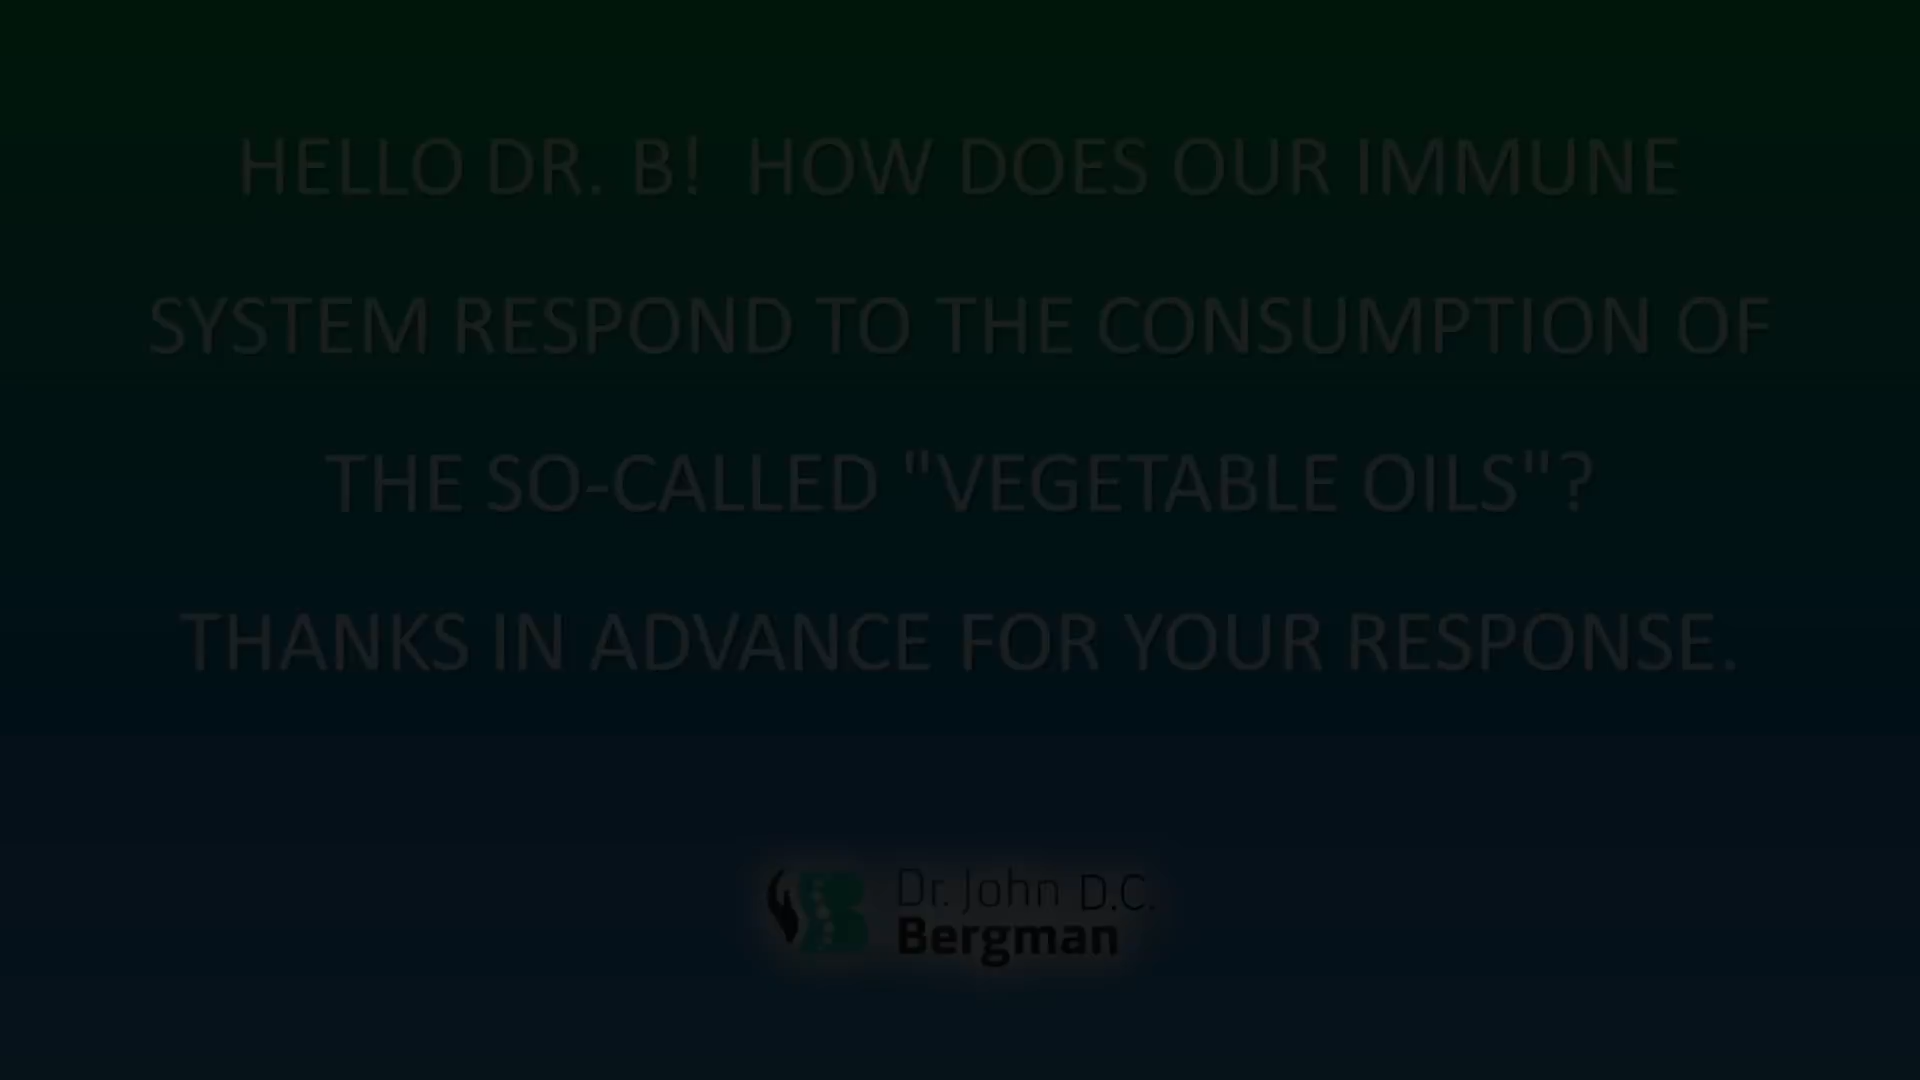 HELLO DR. B!  HOW DOES OUR IMMUNE
SYSTEM RESPOND TO THE CONSUMPTION OF
THE SO-CALLED "VEGETABLE OILS"?
THANKS IN ADVANCE FOR YOUR RESPONSE.
Dr. John D.C.
Bergman